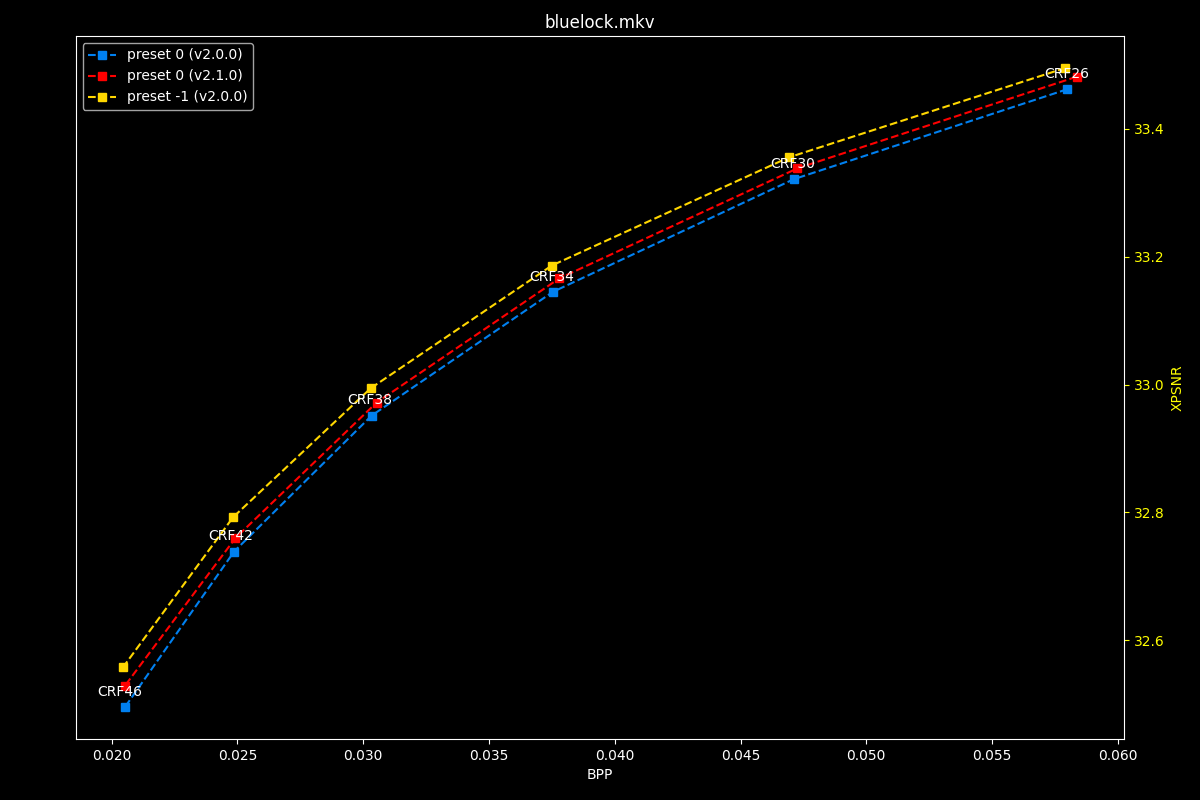 bluelock.mkv
preset 0 (v2.0.0)
preset 0 (v2.1.0)
preset -1 (v2.0.0)
CRF26
CRF30
CRF34
CRF38
CRF42
CRF46
33.4
33.2
33.0
32.8
32.6
XPSNR
0.020
0.025
0.030
0.035
0.040
0.045
0.050
0.055
0.060
BPP